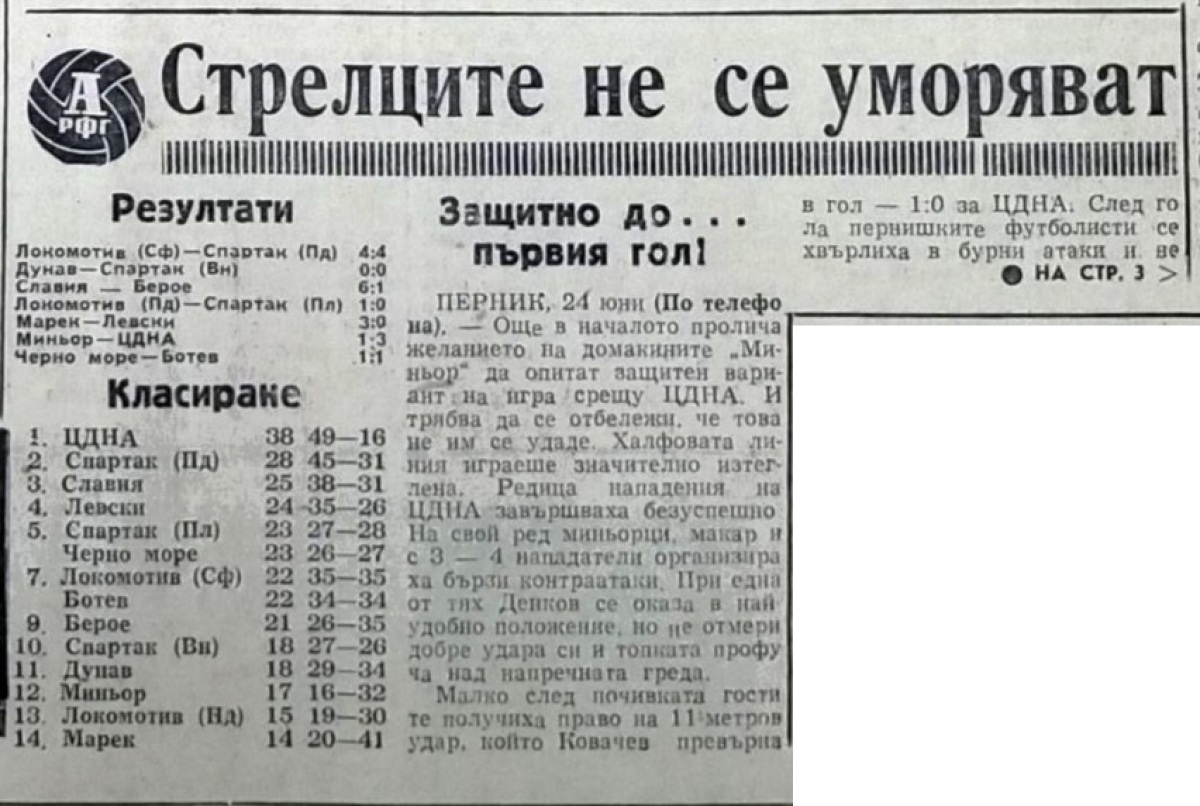 А
РФГ
Стрелците не се уморяват
Резултати
Локомотив (Сф)—Спартак (Пд) 4:4
Дунав—Спартак (Вн) 0:0
Славия — Берое 6:1
Локомотив (Пд)—Спартак (Пл) 1:0
Марек—Левски 3:0
Миньор—ЦДНА 1:3
Черно море—Ботев 1:1
Класиране
1. ЦДНА 38 49—16
2. Спартак (Пд) 28 45—31
3. Славия 25 38—31
4. Левски 24 35—26
5. Спартак (Пл) 23 27—28
Черно море 23 26—27
7. Локомотив (Сф) 22 35—35
Ботев 22 34—34
9. Берое 21 26—35
10. Спартак (Вн) 18 27—26
11. Дунав 18 29—34
12. Миньор 17 16—32
13. Локомотив (Пд) 15 19—30
14. Марек 14 20—41
Защитно до...
първия гол!
ПЕРНИК, 24 юни (По телефо
на). — Още в началото пролича
желанието на домакините „Ми-
ньор“ да опитат защитен вари-
ант на игра срещу ЦДНА. И
трябва да се отбележи, че това
не им се удаде. Халфовата ли-
ния играеше значително изтег-
лена. Редица нападения на
ЦДНА завършваха безуспешно
На свой ред миньорци, макар и
с 3 — 4 нападатели организира
ха бързи контраатаки. При една
от тях Денков се оказа в най
удобно положение, но не отмери
добре удара си и топката профу
ча над напречната греда.
Малко след почивката гости
те получиха право на 11 метров
удар, който Ковачев превърна
в гол — 1:0 за ЦДНА. След го
ла пернишките футболисти се
хвърлиха в бурни атаки и не
● НА СТР. 3 >